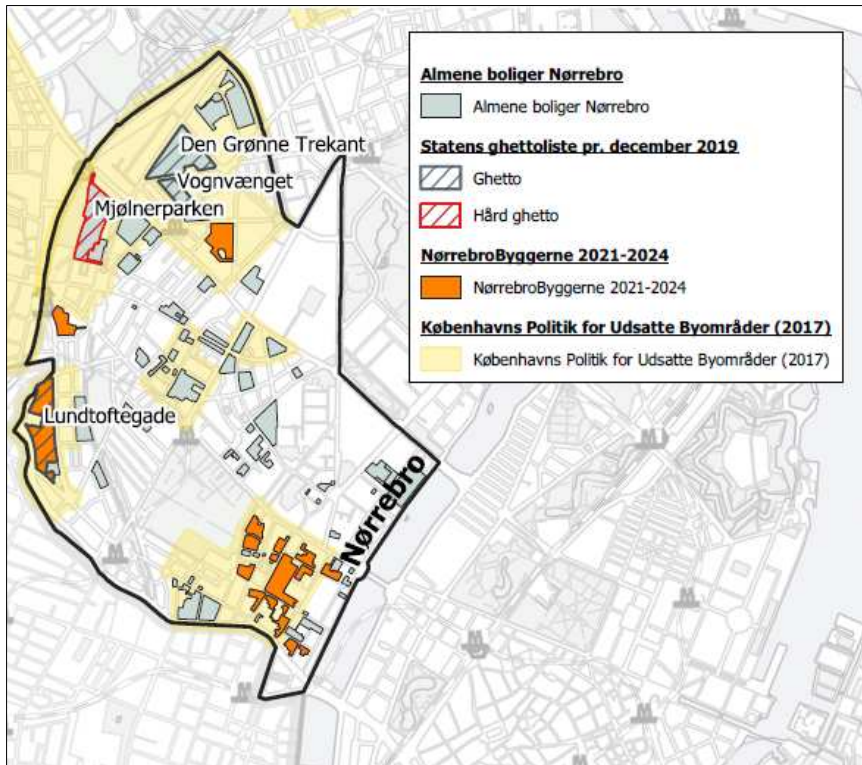 Almene boliger Nørrebro
Almene boliger Nørrebro
Statens ghettoliste pr. december 2019
Ghetto
Hård ghetto
NørrebroByggerne 2021-2024
NørrebroByggerne 2021-2024
Københavns Politik for Udsatte Byområder (2017)
Københavns Politik for Udsatte Byområder (2017)
Den Grønne Trekant
Vognvænget
Mjølnerparken
Lundtoftegade
Nørrebro
M
M
M
M
M
M
M
M
M
M